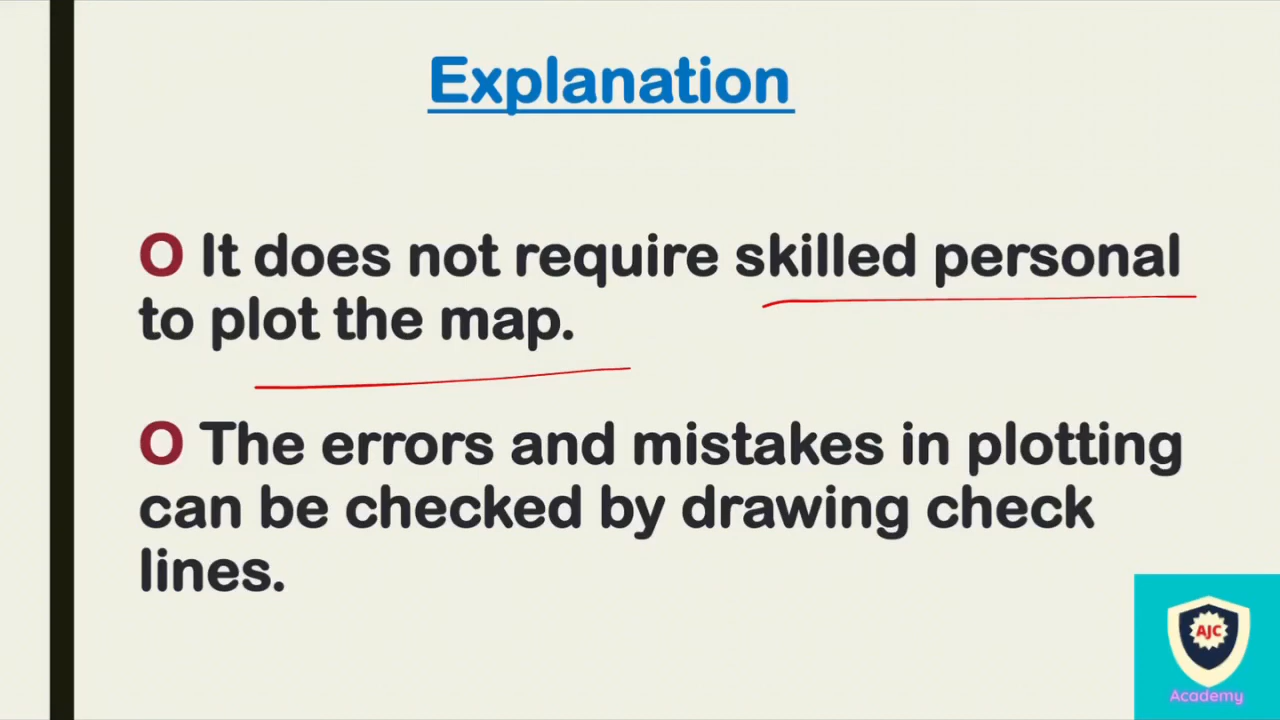 Explanation
O It does not require skilled personal
to plot the map.
O The errors and mistakes in plotting
can be checked by drawing check
lines.
AJC
Academy